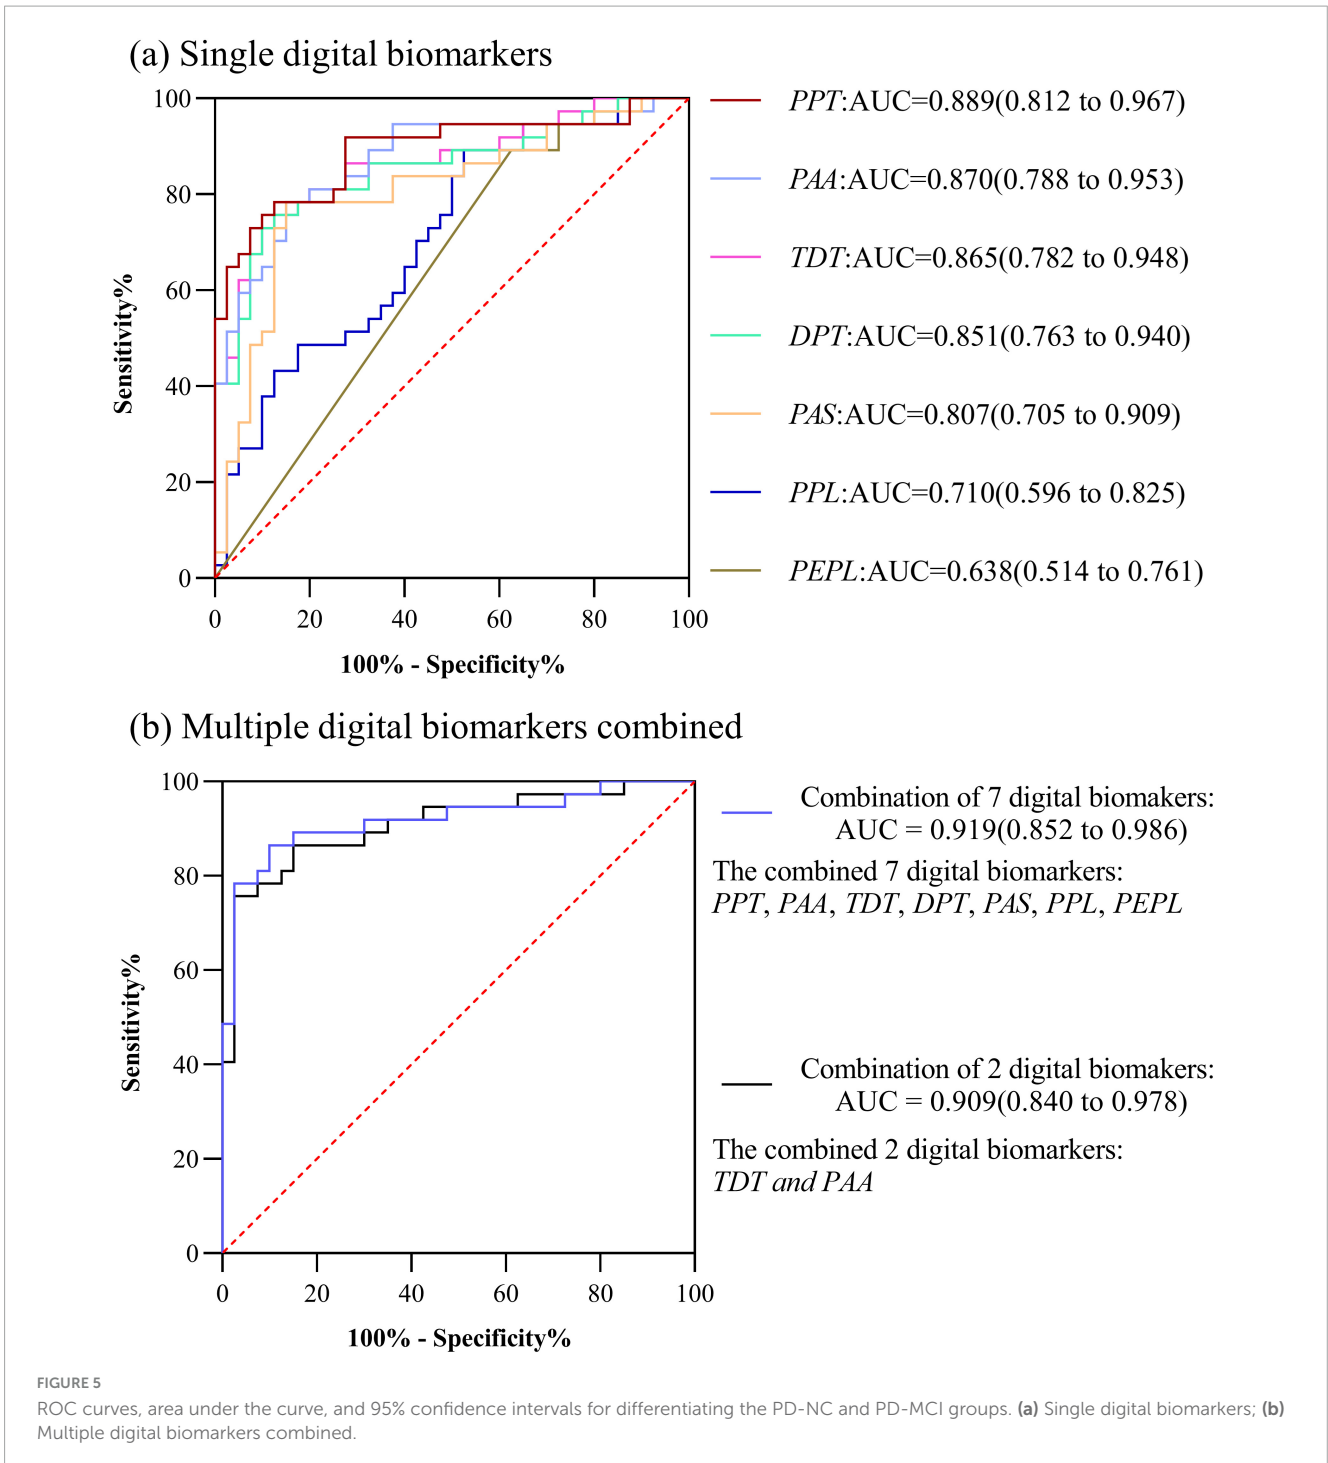 (a) Single digital biomarkers
100
80
60
40
20
0
Sensitivity%
0 20 40 60 80 100
100% - Specificity%
PPT:AUC=0.889(0.812 to 0.967)
PAA:AUC=0.870(0.788 to 0.953)
TDT:AUC=0.865(0.782 to 0.948)
DPT:AUC=0.851(0.763 to 0.940)
PAS:AUC=0.807(0.705 to 0.909)
PPL:AUC=0.710(0.596 to 0.825)
PEPL:AUC=0.638(0.514 to 0.761)
(b) Multiple digital biomarkers combined
100
80
60
40
20
0
Sensitivity%
0 20 40 60 80 100
100% - Specificity%
Combination of 7 digital biomakers:
AUC = 0.919(0.852 to 0.986)
The combined 7 digital biomarkers:
PPT, PAA, TDT, DPT, PAS, PPL, PEPL
Combination of 2 digital biomakers:
AUC = 0.909(0.840 to 0.978)
The combined 2 digital biomarkers:
TDT and PAA
FIGURE 5
ROC curves, area under the curve, and 95% confidence intervals for differentiating the PD-NC and PD-MCI groups. (a) Single digital biomarkers; (b)
Multiple digital biomarkers combined.